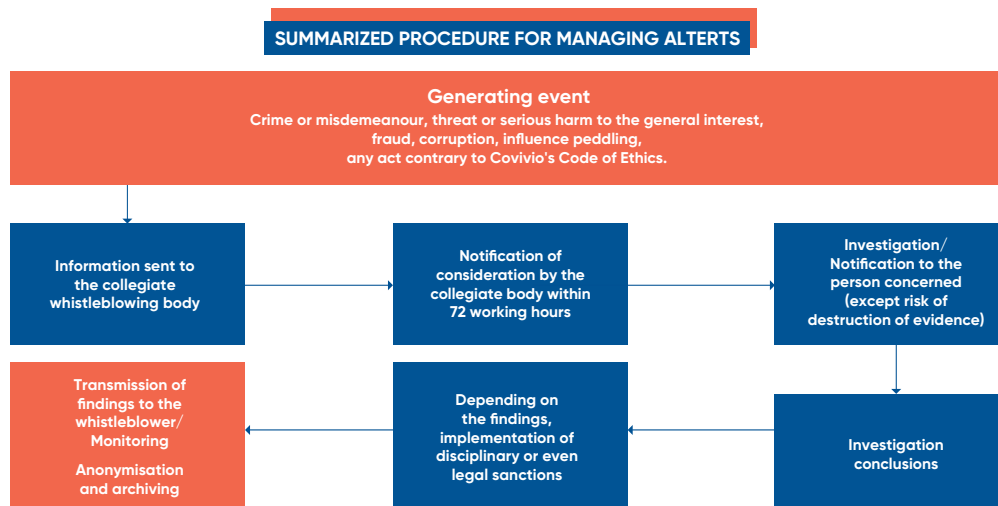 SUMMARIZED PROCEDURE FOR MANAGING ALTERTS
Generating event
Crime or misdemeanour, threat or serious harm to the general interest,
fraud, corruption, influence peddling,
any act contrary to Covivio's Code of Ethics.
Information sent to
the collegiate
whistleblowing body
Notification of
consideration by the
collegiate body within
72 working hours
Investigation/
Notification to the
person concerned
(except risk of
destruction of evidence)
Transmission of
findings to the
whistleblower/
Monitoring
Anonymisation
and archiving
Depending on
the findings,
implementation of
disciplinary or even
legal sanctions
Investigation
conclusions